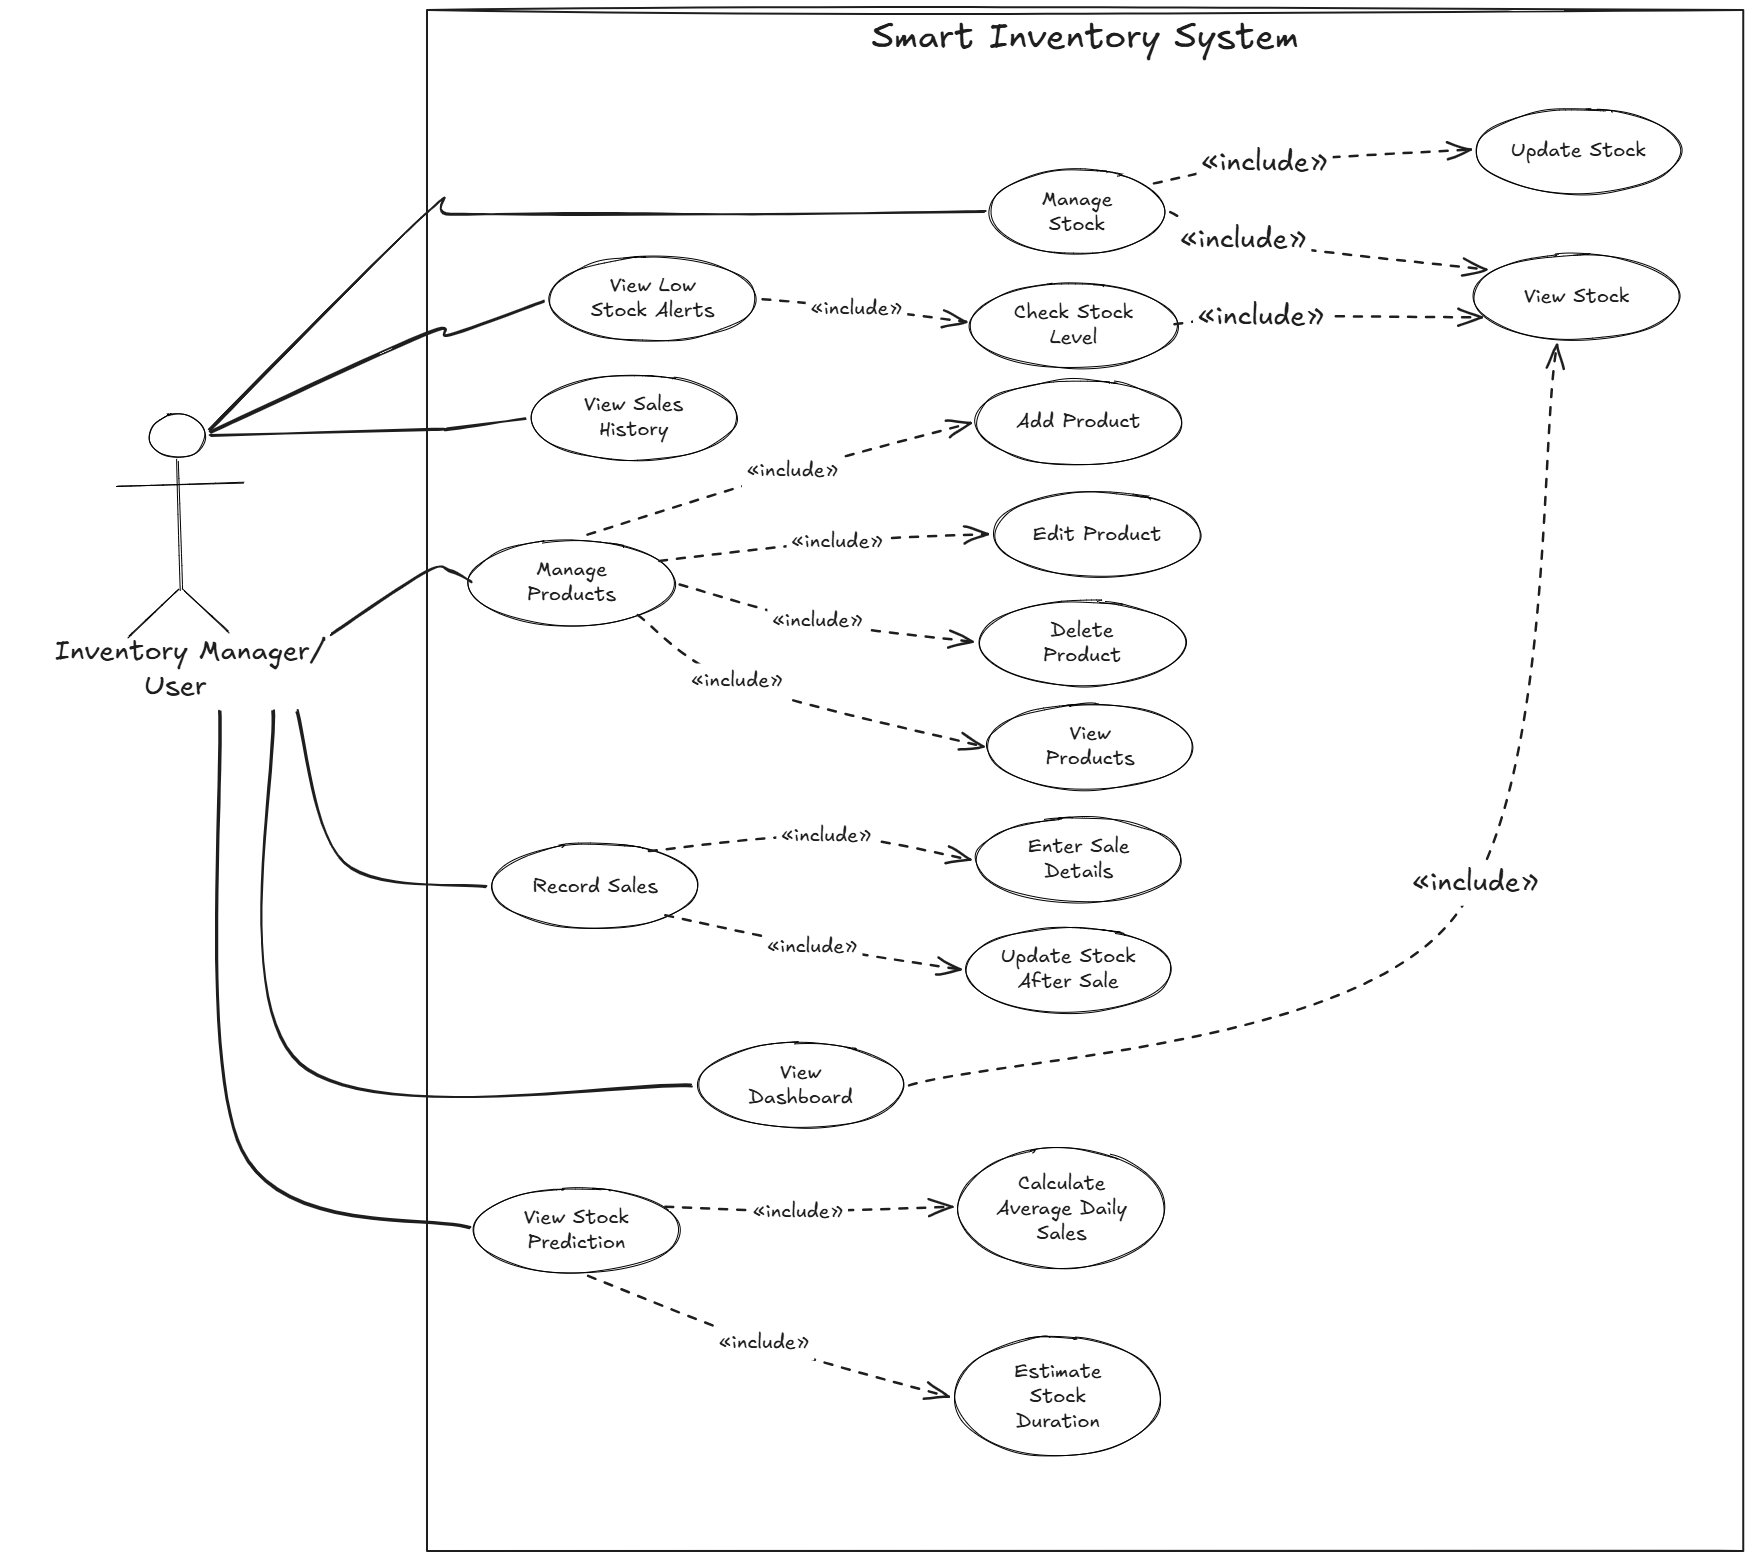 Smart Inventory System
«include»
Update Stock
Manage
Stock
«include»
View Stock
View Low
Stock Alerts
«include»
Check Stock
Level
«include»
View Sales
History
Add Product
«include»
Edit Product
«include»
Manage
Products
«include»
Delete
Product
«include»
View
Products
Inventory Manager/
User
Record Sales
«include»
Enter Sale
Details
«include»
Update Stock
After Sale
«include»
View
Dashboard
View Stock
Prediction
«include»
Calculate
Average Daily
Sales
«include»
Estimate
Stock
Duration